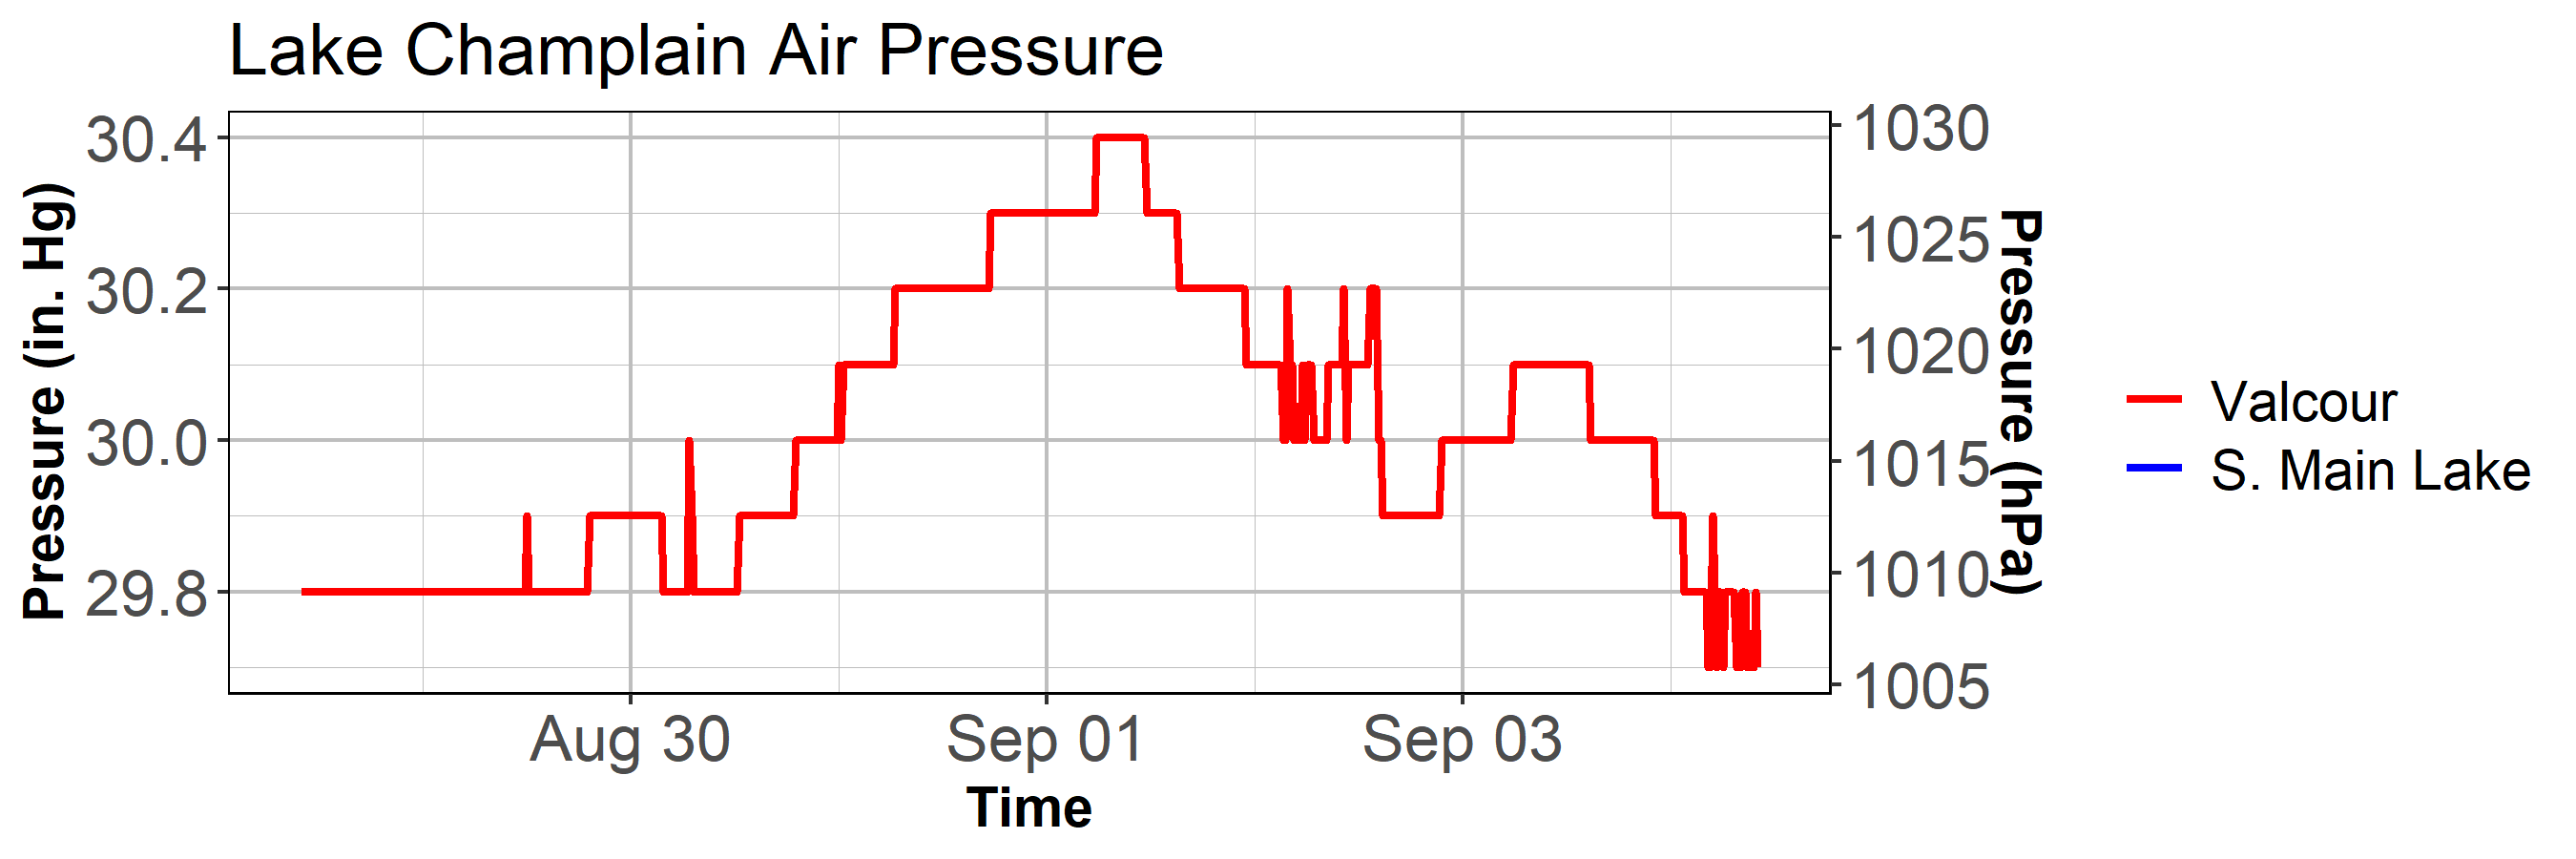 Lake Champlain Air Pressure
Pressure (in. Hg)
30.4
30.2
30.0
29.8
1030
1025
1020
1015
1010
1005
Pressure (hPa)
Aug 30
Sep 01
Sep 03
Time
Valcour
S. Main Lake